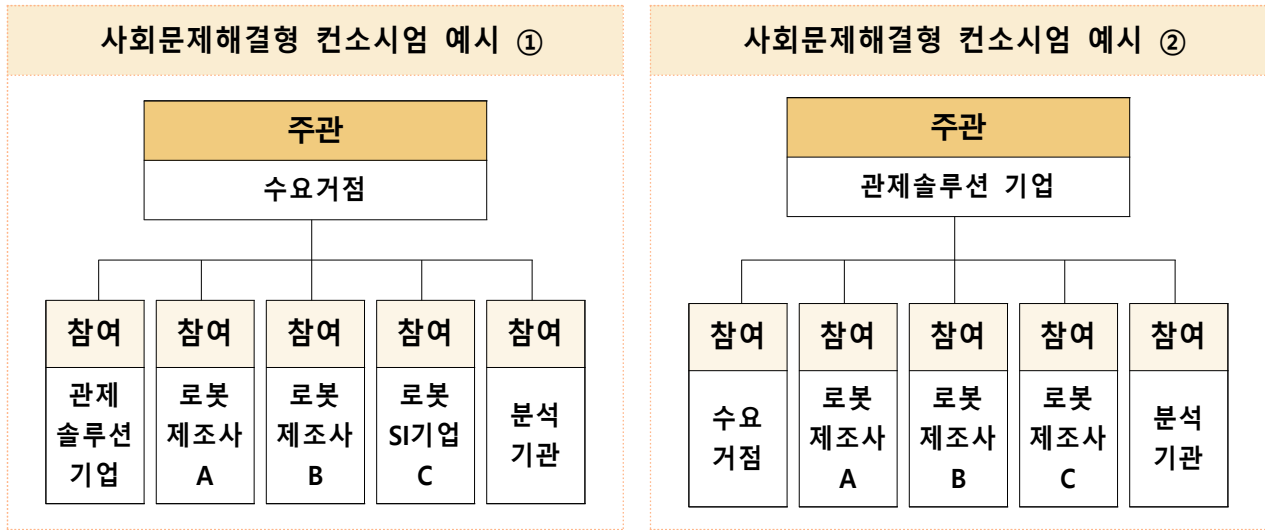 사회문제해결형 컨소시엄 예시 ①
주관
수요거점
참여
관제
솔루션
기업
참여
로봇
제조사
A
참여
로봇
제조사
B
참여
로봇
SI기업
C
참여
분석
기관
사회문제해결형 컨소시엄 예시 ②
주관
관제솔루션 기업
참여
수요
거점
참여
로봇
제조사
A
참여
로봇
제조사
B
참여
로봇
제조사
C
참여
분석
기관